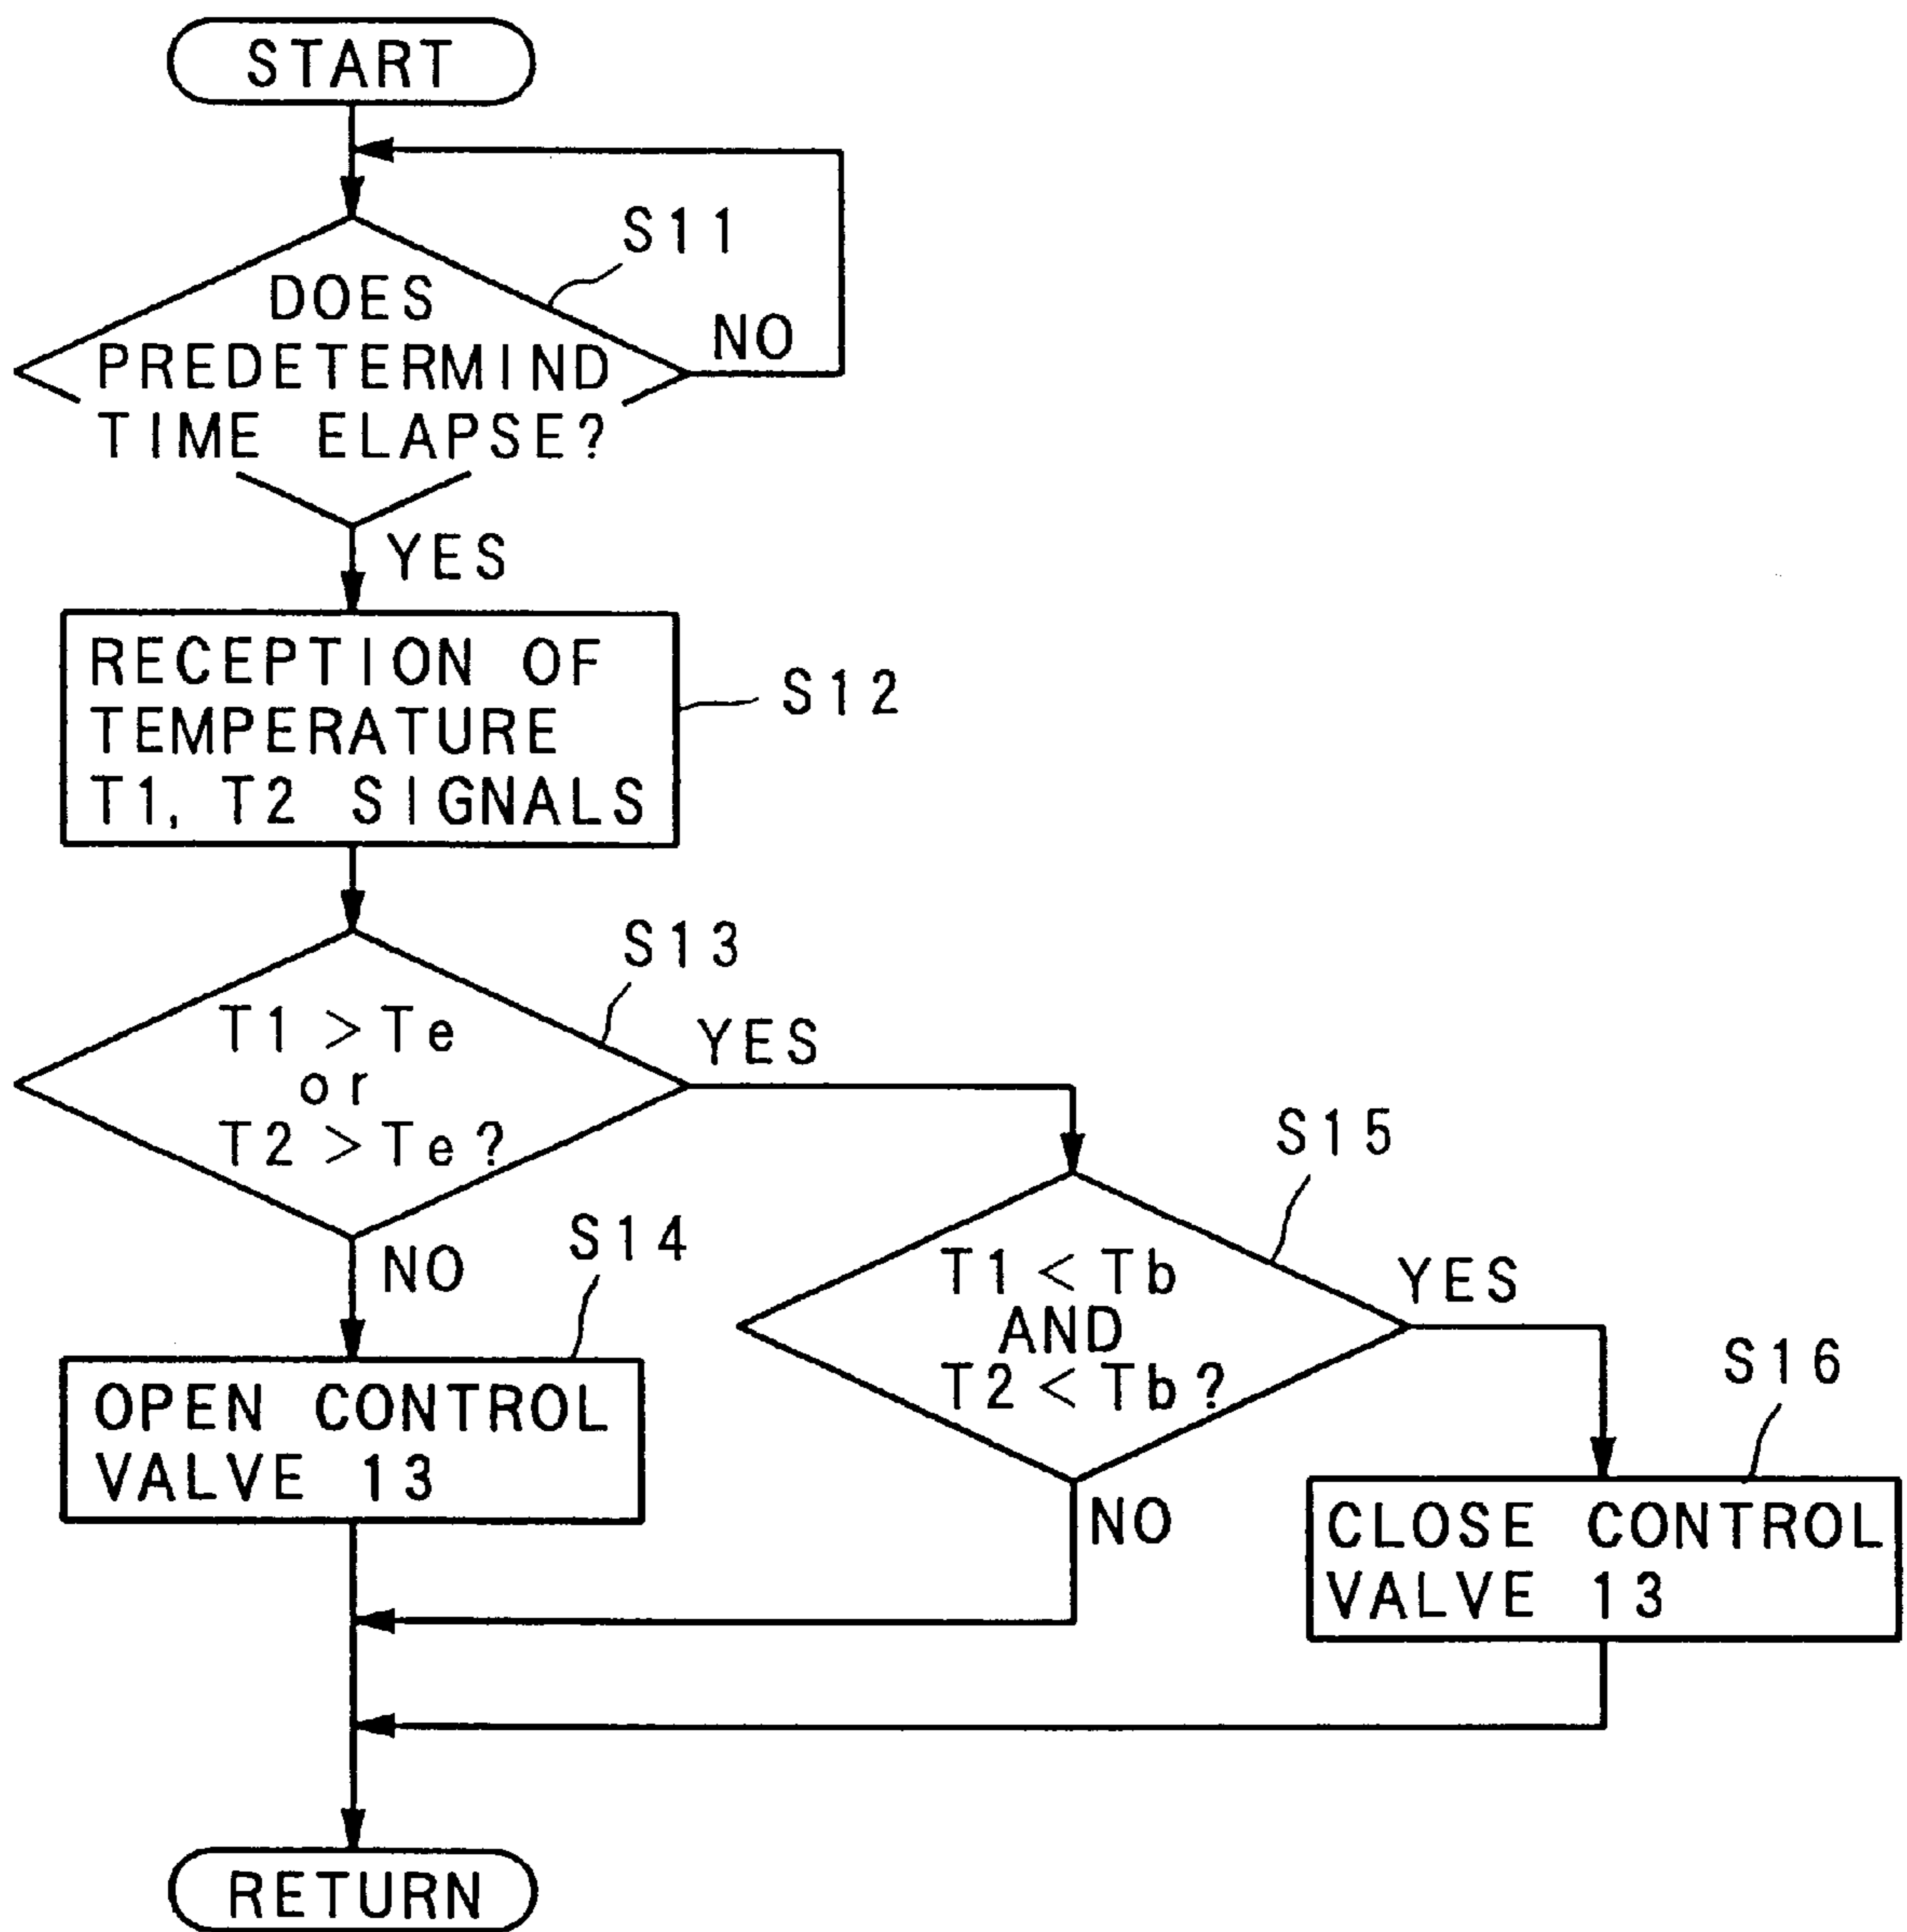 START
S11
DOES
PREDETERMIND
TIME ELAPSE?
NO
YES
RECEPTION OF
TEMPERATURE
T1, T2 SIGNALS
S12
S13
T1 > Te
or
T2 > Te?
YES
NO
S14
OPEN CONTROL
VALVE 13
S15
T1 < Tb
AND
T2 < Tb?
YES
NO
S16
CLOSE CONTROL
VALVE 13
RETURN